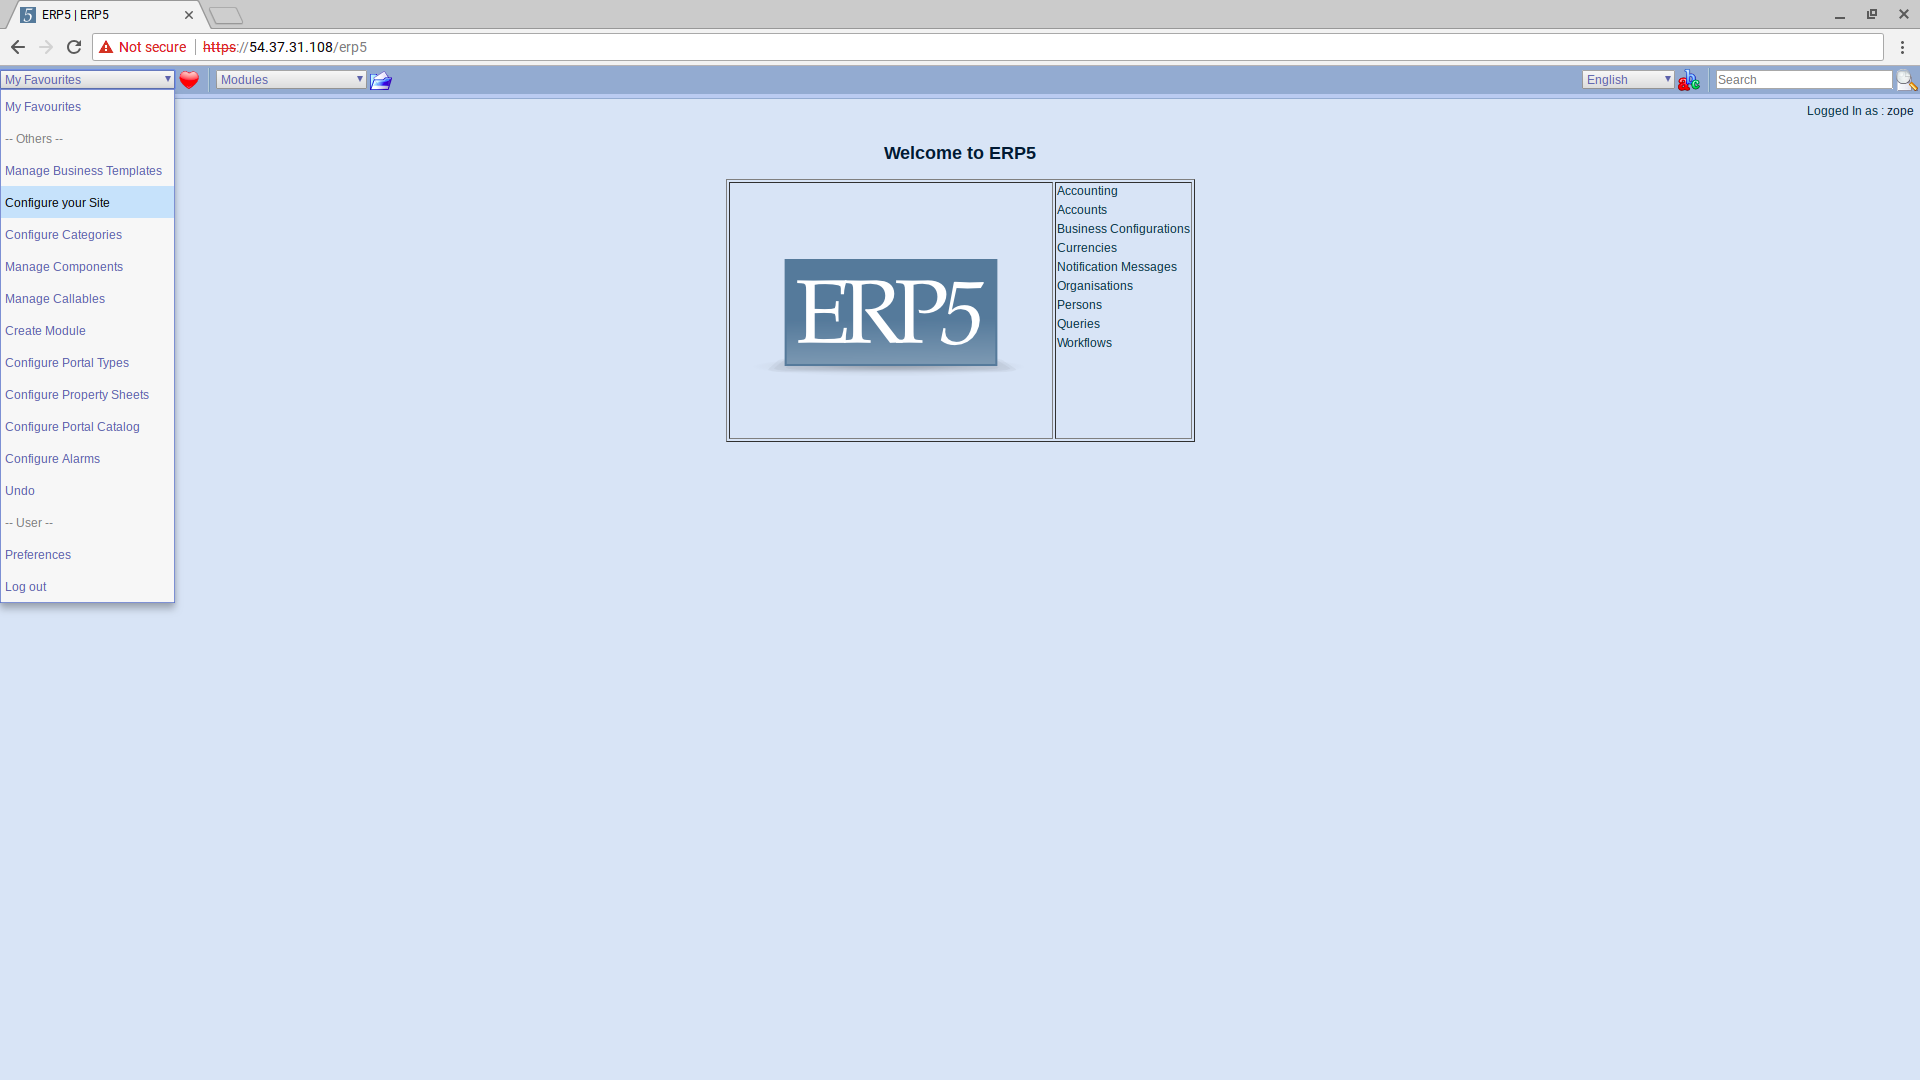 ERP5 | ERP5
Not secure https://54.37.31.108/erp5
My Favourites
Modules
English
Search
Logged In as : zope
My Favourites
-- Others --
Manage Business Templates
Configure your Site
Configure Categories
Manage Components
Manage Callables
Create Module
Configure Portal Types
Configure Property Sheets
Configure Portal Catalog
Configure Alarms
Undo
-- User --
Preferences
Log out
Welcome to ERP5
ERP5
Accounting
Accounts
Business Configurations
Currencies
Notification Messages
Organisations
Persons
Queries
Workflows